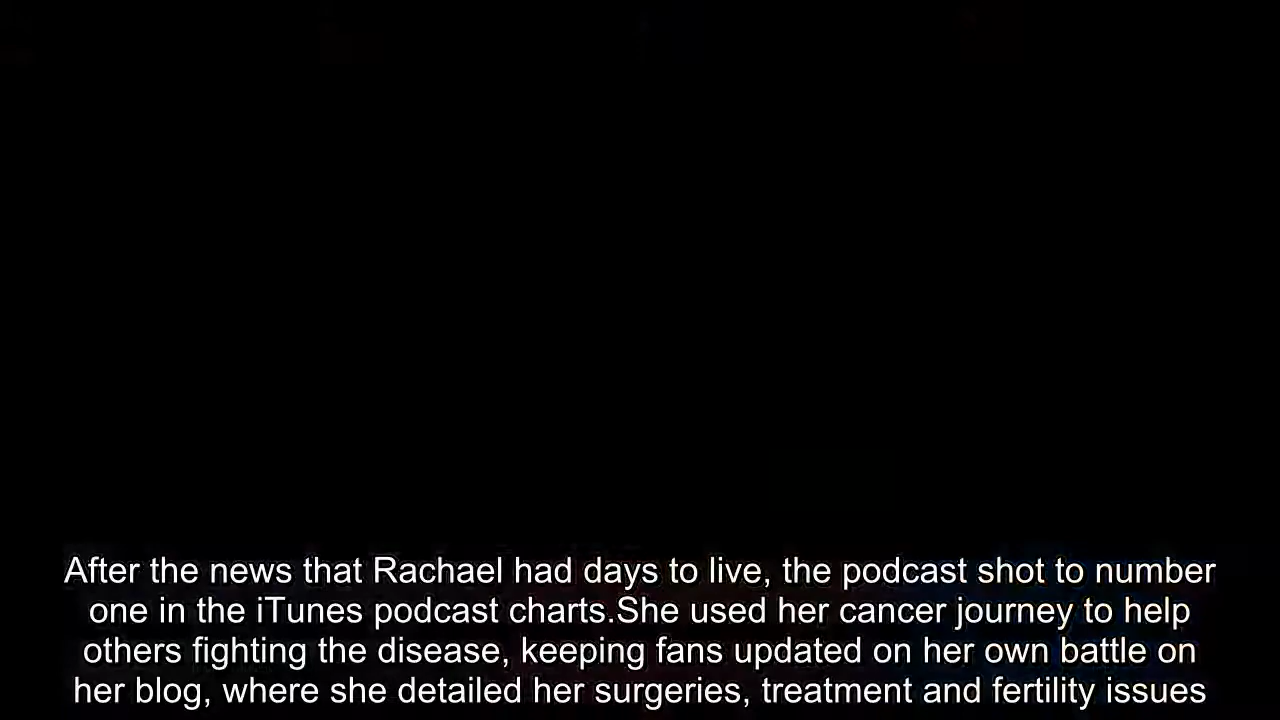 After the news that Rachael had days to live, the podcast shot to number
one in the iTunes podcast charts.She used her cancer journey to help
others fighting the disease, keeping fans updated on her own battle on
her blog, where she detailed her surgeries, treatment and fertility issues